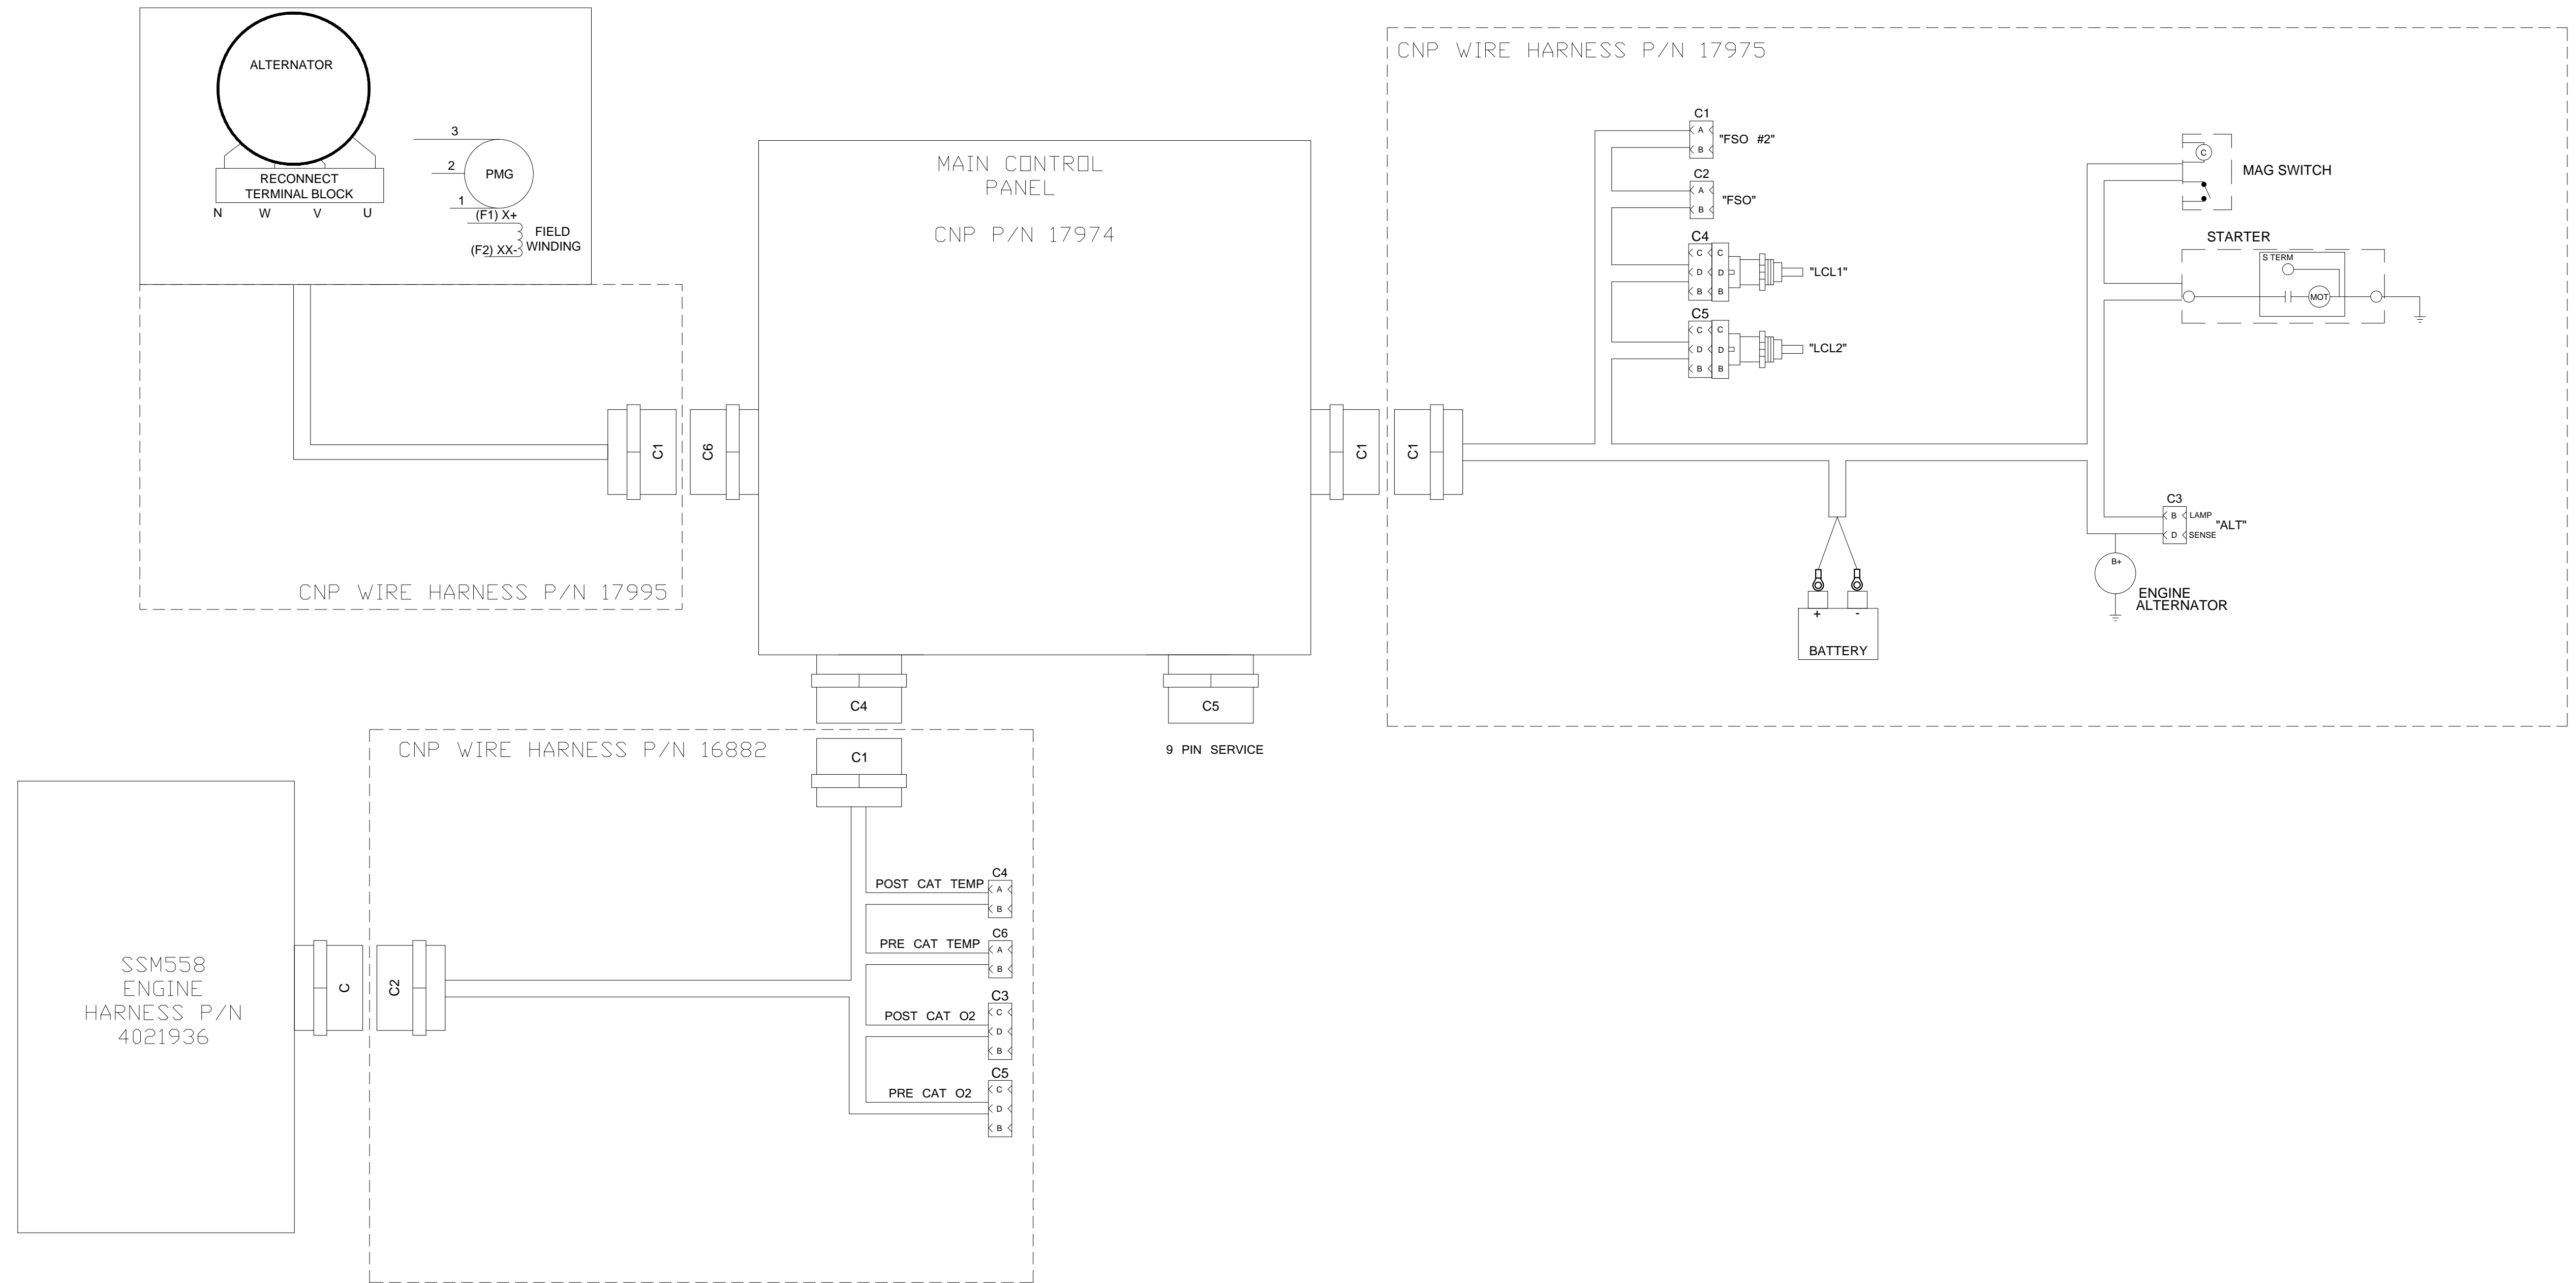 ALTERNATOR
RECONNECT
TERMINAL BLOCK
N W V U
3
2
1
PMG
(F1) X+
(F2) XX-
FIELD
WINDING
C1
CNP WIRE HARNESS P/N 17995
C6
MAIN CONTROL
PANEL
CNP P/N 17974
C1
C4
C5
9 PIN SERVICE
CNP WIRE HARNESS P/N 17975
C1
C1
A
B
"FSO #2"
C2
A
B
"FSO"
C4
C C
D D
B B
"LCL1"
C5
C C
D D
B B
"LCL2"
C
MAG SWITCH
STARTER
S TERM
MOT
C3
B LAMP
D SENSE
"ALT"
B+
ENGINE
ALTERNATOR
+ -
BATTERY
CNP WIRE HARNESS P/N 16882
C1
POST CAT TEMP
C4
A
B
PRE CAT TEMP
C6
A
B
POST CAT O2
C3
C
D
B
PRE CAT O2
C5
C
D
B
C2
C
SSM558
ENGINE
HARNESS P/N
4021936